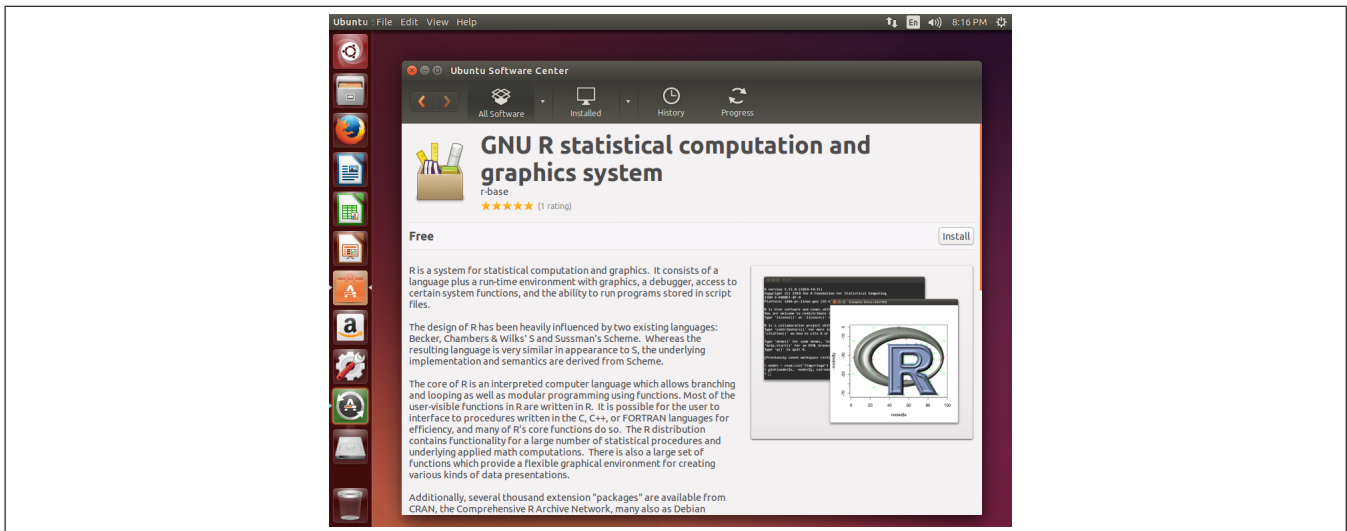 Ubuntu File Edit View Help
En 8:16 PM
Ubuntu Software Center
All Software Installed History Progress
GNU R statistical computation and
graphics system
r-base
(1 rating)
Free
Install
R is a system for statistical computation and graphics. It consists of a
language plus a run-time environment with graphics, a debugger, access to
certain system functions, and the ability to run programs stored in script
files.
The design of R has been heavily influenced by two existing languages:
Becker, Chambers & Wilks' S and Sussman's Scheme. Whereas the
resulting language is very similar in appearance to S, the underlying
implementation and semantics are derived from Scheme.
The core of R is an interpreted computer language which allows branching
and looping as well as modular programming using functions. Most of the
user-visible functions in R are written in R. It is possible for the user to
interface to procedures written in the C, C++, or FORTRAN languages for
efficiency, and many of R's core functions do so. The R distribution
contains functionality for a large number of statistical procedures and
underlying applied math computations. There is also a large set of
functions which provide a flexible graphical environment for creating
various kinds of data presentations.
Additionally, several thousand extension "packages" are available from
CRAN, the Comprehensive R Archive Network, many also as Debian
R
0 20 40 60 80 100
nodes$x